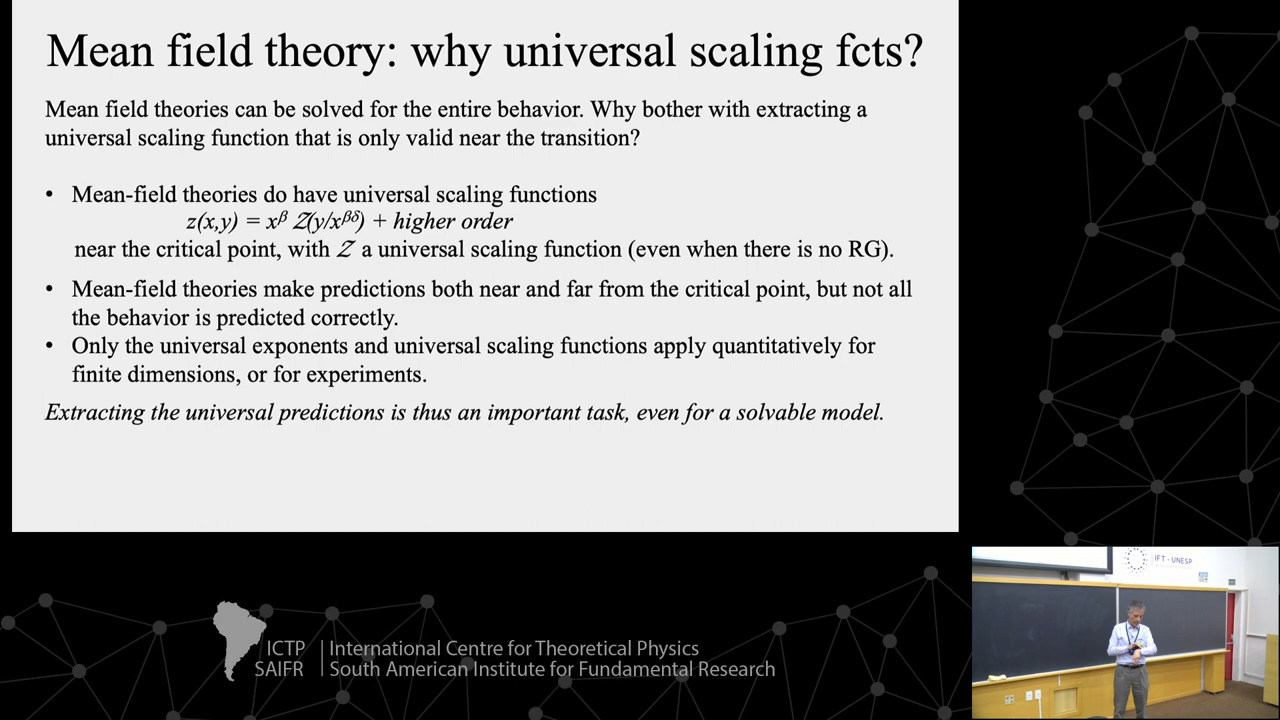 Mean field theory: why universal scaling fcts?
Mean field theories can be solved for the entire behavior. Why bother with extracting a
universal scaling function that is only valid near the transition?
• Mean-field theories do have universal scaling functions
z(x,y) = x^β Z(y/x^βδ) + higher order
near the critical point, with Z a universal scaling function (even when there is no RG).
• Mean-field theories make predictions both near and far from the critical point, but not all
the behavior is predicted correctly.
• Only the universal exponents and universal scaling functions apply quantitatively for
finite dimensions, or for experiments.
Extracting the universal predictions is thus an important task, even for a solvable model.
IFT - UNESP
ICTP
SAIFR
International Centre for Theoretical Physics
South American Institute for Fundamental Research